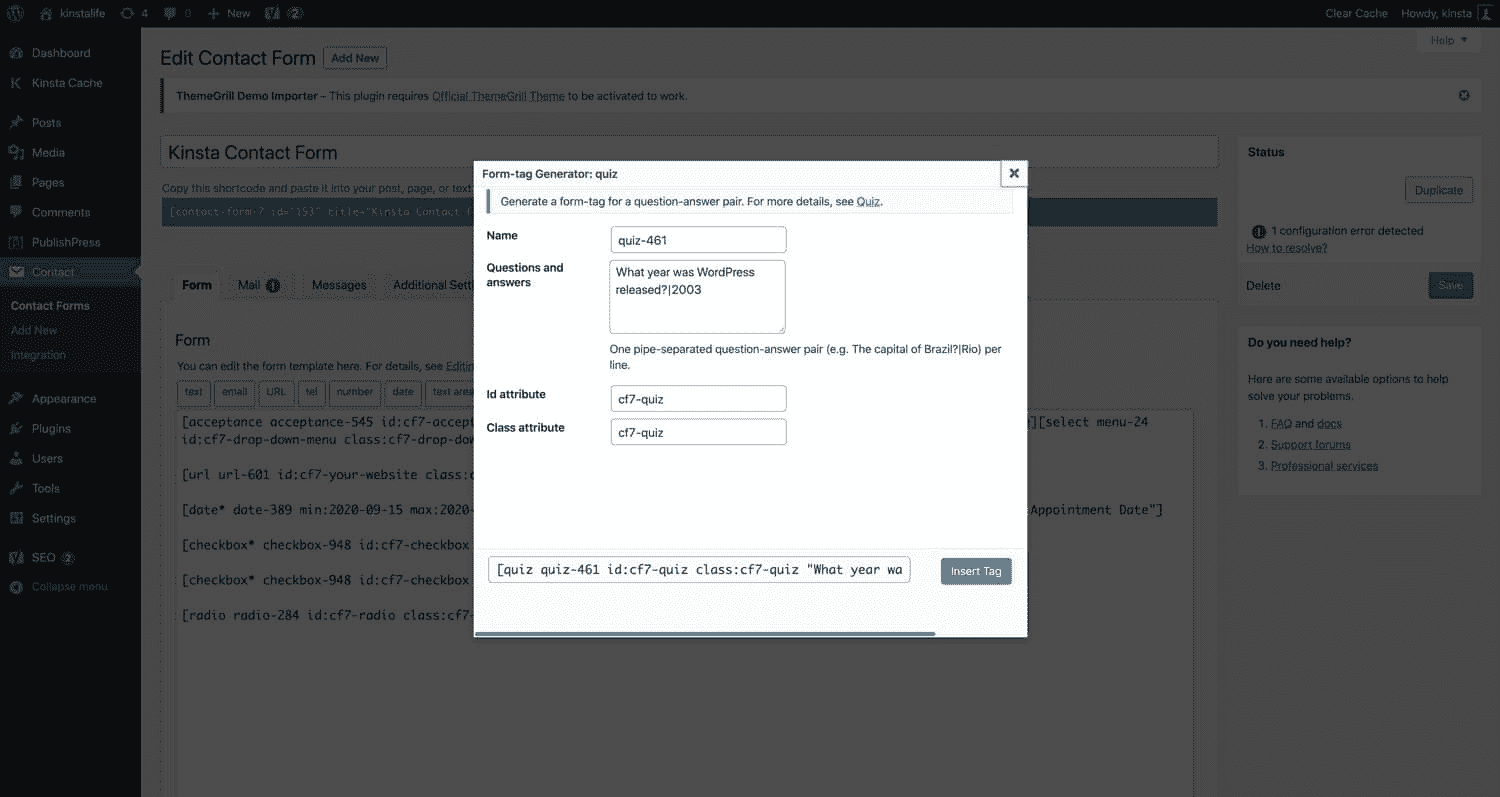 kinstalife 4 0 New 2 Clear Cache Howdy, kinsta
Dashboard
Kinsta Cache
Posts
Media
Pages
Comments
PublishPress
Contact
Contact Forms
Add New
Integration
Appearance
Plugins
Users
Tools
Settings
SEO 2
Collapse menu
Help
Edit Contact Form Add New
ThemeGrill Demo Importer – This plugin requires Official ThemeGrill Theme to be activated to work.
Kinsta Contact Form
Copy this shortcode and paste it into your post, page, or text
[contact-form-7 id="153" title="Kinsta Contact
Form Mail 1 Messages Additional Setti
Form
You can edit the form template here. For details, see Editin
text email URL tel number date text area
[acceptance acceptance-545 id:cf7-accept ][select menu-24
id:cf7-drop-down-menu class:cf7-drop-dow
[url url-601 id:cf7-your-website class:c
[date* date-389 min:2020-09-15 max:2020- Appointment Date"]
[checkbox* checkbox-948 id:cf7-checkbox
[checkbox* checkbox-948 id:cf7-checkbox
[radio radio-284 id:cf7-radio class:cf7-
Form-tag Generator: quiz
Generate a form-tag for a question-answer pair. For more details, see Quiz.
Name quiz-461
Questions and
answers
What year was WordPress
released?|2003
One pipe-separated question-answer pair (e.g. The capital of Brazil?|Rio) per
line.
Id attribute cf7-quiz
Class attribute cf7-quiz
[quiz quiz-461 id:cf7-quiz class:cf7-quiz "What year wa
Insert Tag
Status
Duplicate
1 configuration error detected
How to resolve?
Delete Save
Do you need help?
Here are some available options to help
solve your problems.
1. FAQ and docs
2. Support forums
3. Professional services